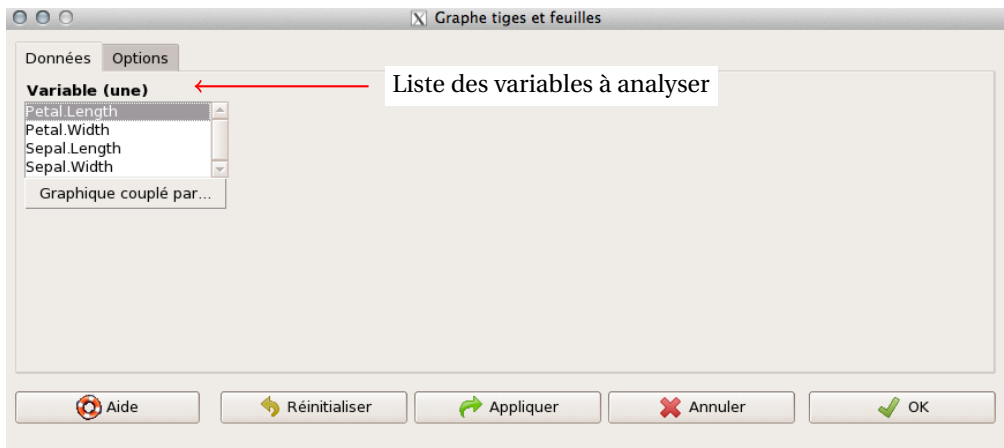 Graphe tiges et feuilles
Données Options
Variable (une)
Liste des variables à analyser
Petal.Length
Petal.Width
Sepal.Length
Sepal.Width
Graphique couplé par...
Aide Réinitialiser Appliquer Annuler OK